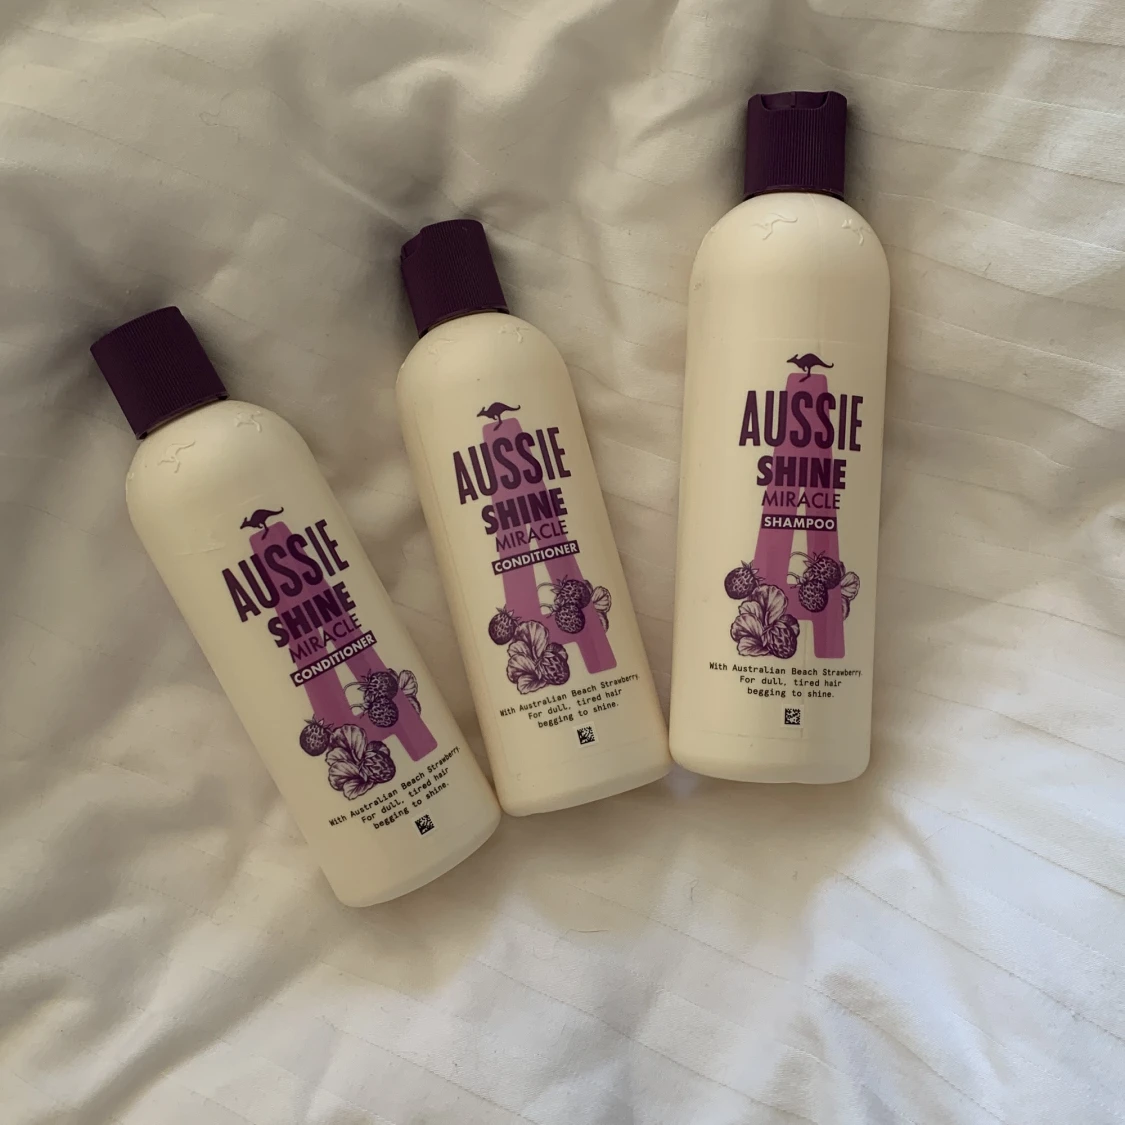 AUSSIE
SHINE
MIRACLE
CONDITIONER
With Australian Beach Strawberry.
For dull, tired hair
begging to shine.
AUSSIE
SHINE
MIRACLE
CONDITIONER
With Australian Beach Strawberry.
For dull, tired hair
begging to shine.
AUSSIE
SHINE
MIRACLE
SHAMPOO
With Australian Beach Strawberry.
For dull, tired hair
begging to shine.